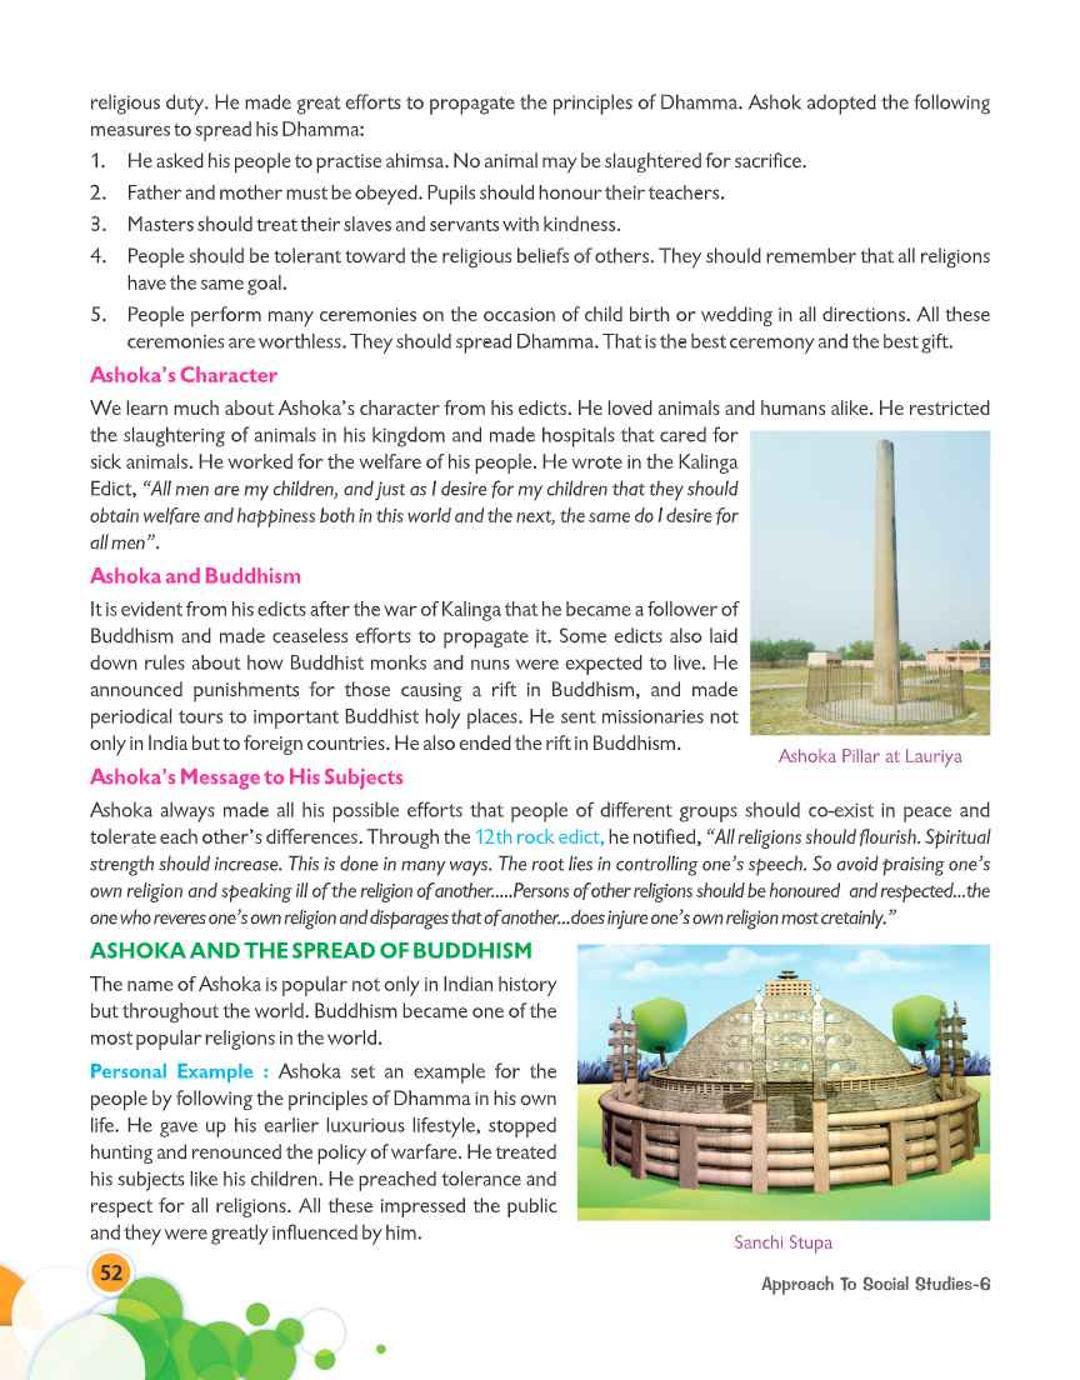 religious duty. He made great efforts to propagate the principles of Dhamma. Ashok adopted the following
measures to spread his Dhamma:
1. He asked his people to practise ahimsa. No animal may be slaughtered for sacrifice.
2. Father and mother must be obeyed. Pupils should honour their teachers.
3. Masters should treat their slaves and servants with kindness.
4. People should be tolerant toward the religious beliefs of others. They should remember that all religions
have the same goal.
5. People perform many ceremonies on the occasion of child birth or wedding in all directions. All these
ceremonies are worthless. They should spread Dhamma. That is the best ceremony and the best gift.
Ashoka's Character
We learn much about Ashoka's character from his edicts. He loved animals and humans alike. He restricted
the slaughtering of animals in his kingdom and made hospitals that cared for
sick animals. He worked for the welfare of his people. He wrote in the Kalinga
Edict, "All men are my children, and just as I desire for my children that they should
obtain welfare and happiness both in this world and the next, the same do I desire for
all men".
Ashoka and Buddhism
It is evident from his edicts after the war of Kalinga that he became a follower of
Buddhism and made ceaseless efforts to propagate it. Some edicts also laid
down rules about how Buddhist monks and nuns were expected to live. He
announced punishments for those causing a rift in Buddhism, and made
periodical tours to important Buddhist holy places. He sent missionaries not
only in India but to foreign countries. He also ended the rift in Buddhism.
Ashoka Pillar at Lauriya
Ashoka's Message to His Subjects
Ashoka always made all his possible efforts that people of different groups should co-exist in peace and
tolerate each other's differences. Through the 12th rock edict, he notified, "All religions should flourish. Spiritual
strength should increase. This is done in many ways. The root lies in controlling one's speech. So avoid praising one's
own religion and speaking ill of the religion of another.....Persons of other religions should be honoured and respected...the
one who reveres one's own religion and disparages that of another...does injure one's own religion most cretainly."
ASHOKA AND THE SPREAD OF BUDDHISM
The name of Ashoka is popular not only in Indian history
but throughout the world. Buddhism became one of the
most popular religions in the world.
Personal Example : Ashoka set an example for the
people by following the principles of Dhamma in his own
life. He gave up his earlier luxurious lifestyle, stopped
hunting and renounced the policy of warfare. He treated
his subjects like his children. He preached tolerance and
respect for all religions. All these impressed the public
and they were greatly influenced by him.
Sanchi Stupa
52
Approach To Social Studies-6